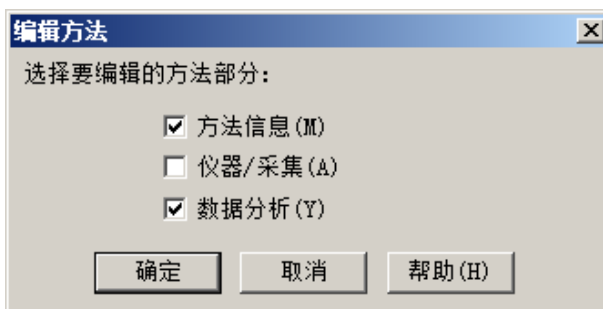 编辑方法
选择要编辑的方法部分:
方法信息(M)
仪器/采集(A)
数据分析(Y)
确定 取消 帮助(H)